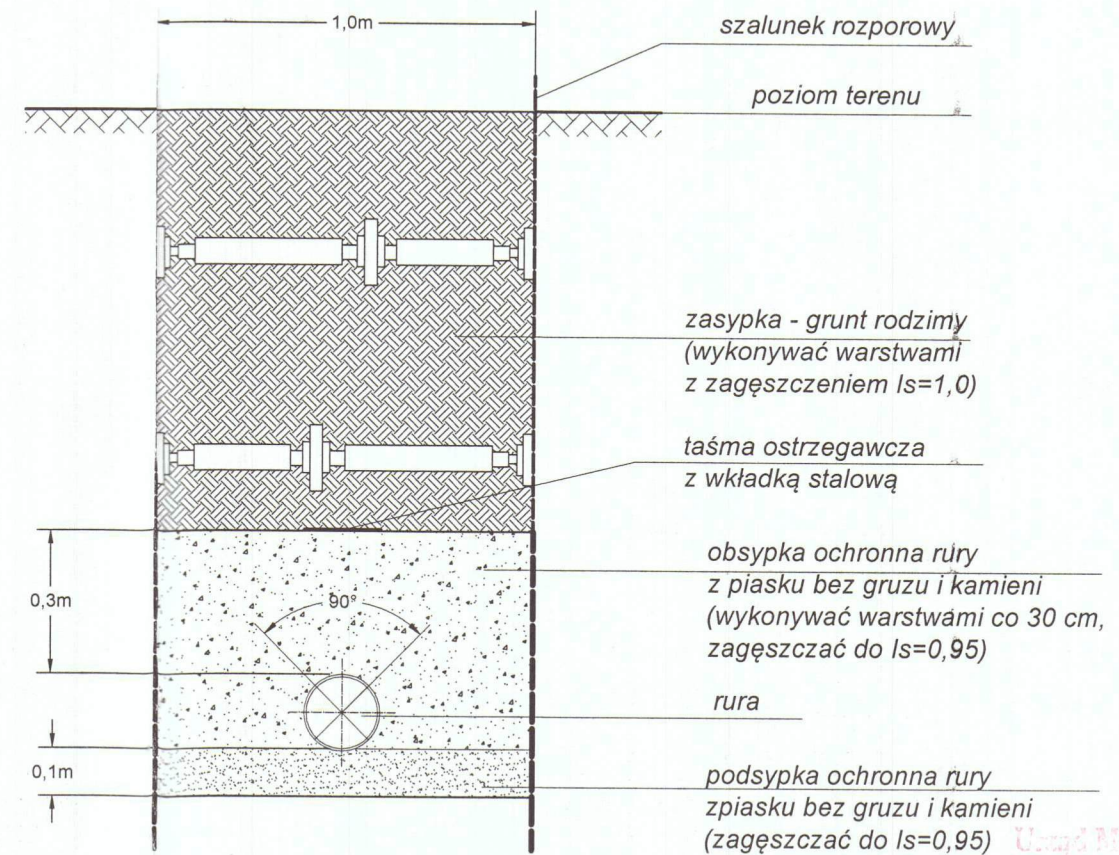 1,0m
szalunek rozporowy
poziom terenu
zasypka - grunt rodzimy
(wykonywać warstwami
z zagęszczeniem Is=1,0)
taśma ostrzegawcza
z wkładką stalową
obsypka ochronna rury
z piasku bez gruzu i kamieni
(wykonywać warstwami co 30 cm,
zagęszczać do Is=0,95)
0,3m
90º
rura
0,1m
podsypka ochronna rury
zpiasku bez gruzu i kamieni
(zagęszczać do Is=0,95)